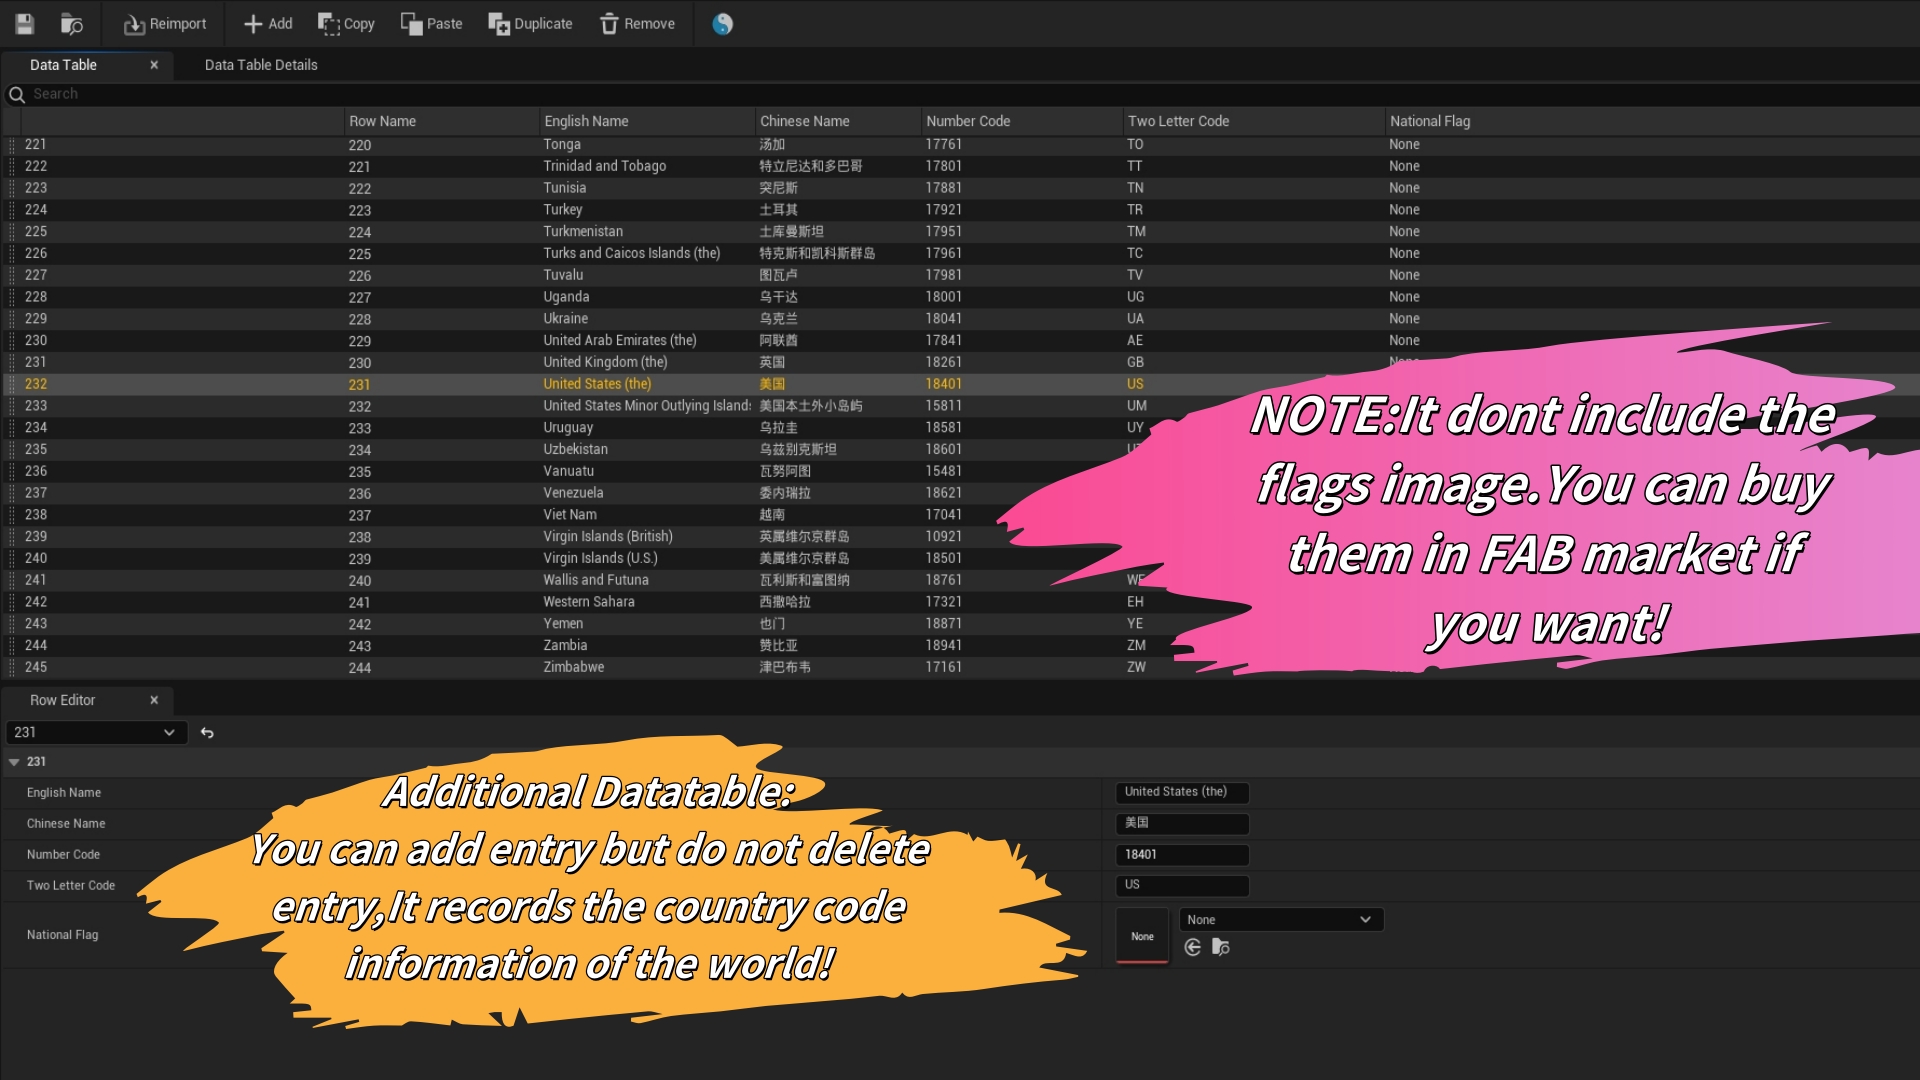 Reimport Add Copy Paste Duplicate Remove
Data Table Data Table Details
Search
Row Name English Name Chinese Name Number Code Two Letter Code National Flag
221 220 Tonga 汤加 17761 TO None
222 221 Trinidad and Tobago 特立尼达和多巴哥 17801 TT None
223 222 Tunisia 突尼斯 17881 TN None
224 223 Turkey 土耳其 17921 TR None
225 224 Turkmenistan 土库曼斯坦 17951 TM None
226 225 Turks and Caicos Islands (the) 特克斯和凯科斯群岛 17961 TC None
227 226 Tuvalu 图瓦卢 17981 TV None
228 227 Uganda 乌干达 18001 UG None
229 228 Ukraine 乌克兰 18041 UA None
230 229 United Arab Emirates (the) 阿联酋 17841 AE None
231 230 United Kingdom (the) 英国 18261 GB
232 231 United States (the) 美国 18401 US
233 232 United States Minor Outlying Islands 美国本土外小岛屿 15811 UM
234 233 Uruguay 乌拉圭 18581 UY
235 234 Uzbekistan 乌兹别克斯坦 18601
236 235 Vanuatu 瓦努阿图 15481
237 236 Venezuela 委内瑞拉 18621
238 237 Viet Nam 越南 17041
239 238 Virgin Islands (British) 英属维尔京群岛 10921
240 239 Virgin Islands (U.S.) 美属维尔京群岛 18501
241 240 Wallis and Futuna 瓦利斯和富图纳 18761 WF
242 241 Western Sahara 西撒哈拉 17321 EH
243 242 Yemen 也门 18871 YE
244 243 Zambia 赞比亚 18941 ZM
245 244 Zimbabwe 津巴布韦 17161 ZW
NOTE:It dont include the
flags image.You can buy
them in FAB market if
you want!
Row Editor
231
231
English Name United States (the)
Chinese Name 美国
Number Code 18401
Two Letter Code US
National Flag None None
Additional Datatable:
You can add entry but do not delete
entry,It records the country code
information of the world!